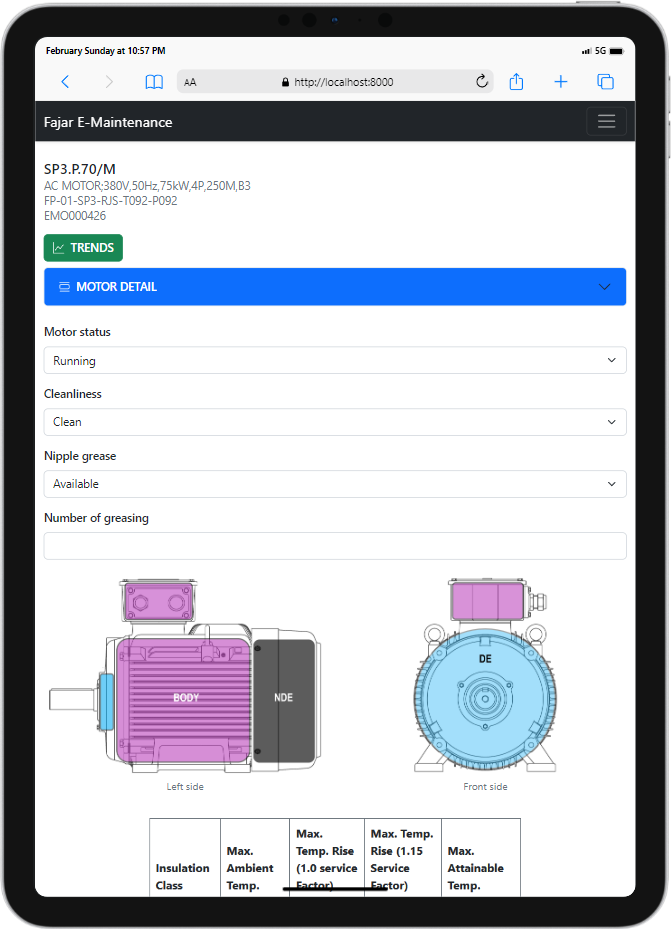 February Sunday at 10:57 PM
5G
AA
http://localhost:8000
Fajar E-Maintenance
SP3.P.70/M
AC MOTOR;380V,50Hz,75kW,4P,250M,B3
FP-01-SP3-RJS-T092-P092
EMO000426
TRENDS
MOTOR DETAIL
Motor status
Running
Cleanliness
Clean
Nipple grease
Available
Number of greasing
BODY
NDE
DE
Left side
Front side
Insulation
Class
Max.
Ambient
Temp.
Max.
Temp. Rise
(1.0 service
Factor)
Max. Temp.
Rise (1.15
Service
Factor)
Max.
Attainable
Temp.